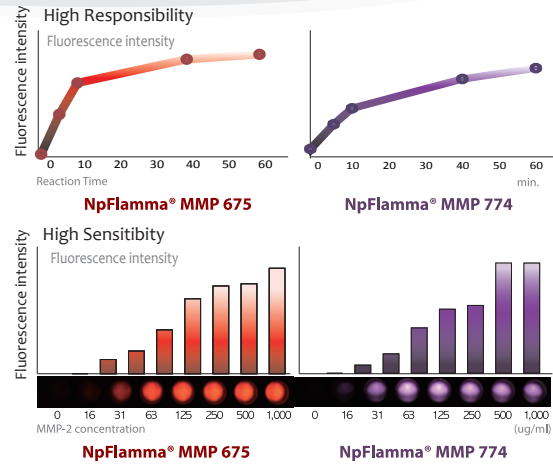 High Responsibility
Fluorescence intensity
Fluorescence intensity
0 10 20 30 40 50 60
0 10 20 30 40 60
Reaction Time
min.
NpFlamma® MMP 675
NpFlamma® MMP 774
High Sensitibity
Fluorescence intensity
Fluorescence intensity
0 16 31 63 125 250 500 1,000
0 16 31 63 125 250 500 1,000
MMP-2 concentration
(ug/ml)
NpFlamma® MMP 675
NpFlamma® MMP 774